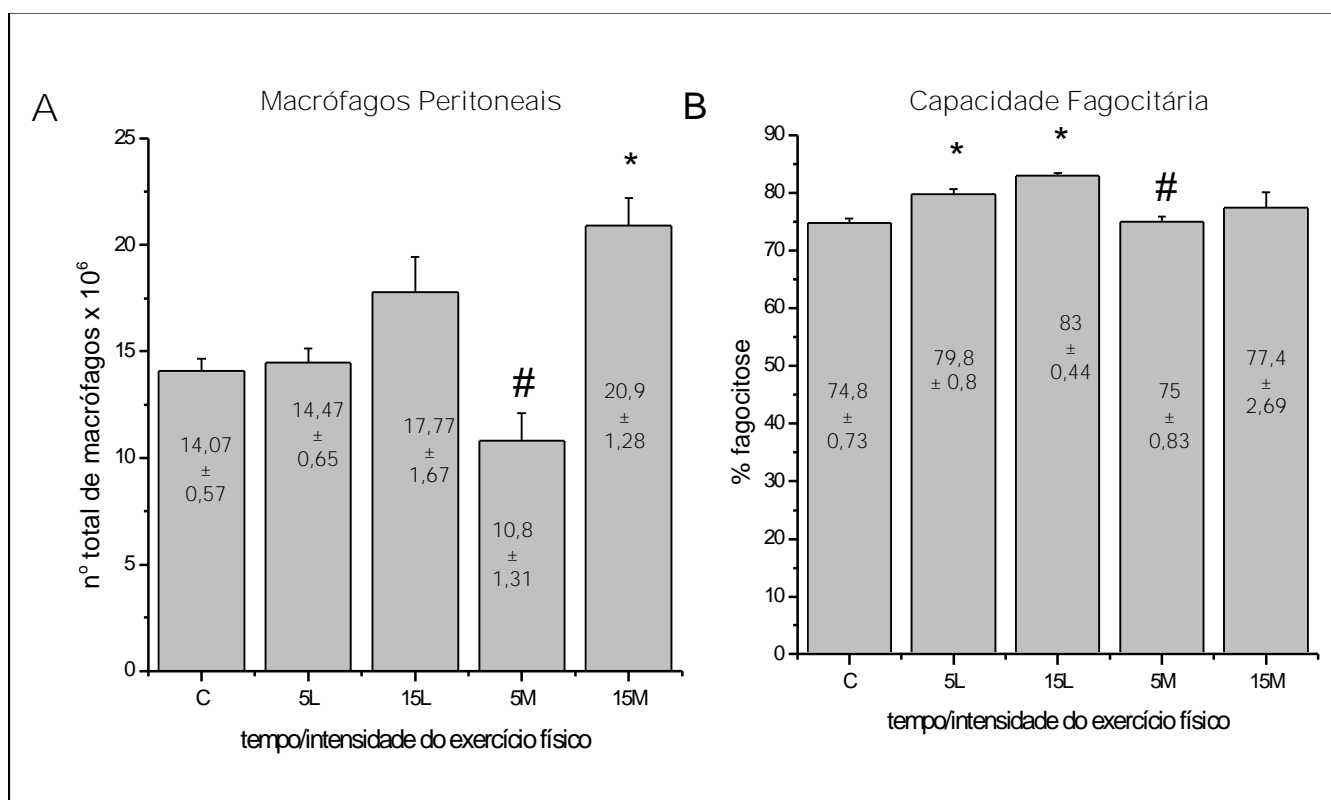 A
Macrófagos Peritoneais
25
20
15
10
5
0
nº total de macrófagos x 10⁶
*
#
14,07
±
0,57
14,47
±
0,65
17,77
±
1,67
10,8
±
1,31
20,9
±
1,28
C
5L
15L
5M
15M
tempo/intensidade do exercício físico
B
Capacidade Fagocitária
90
80
70
60
50
40
30
20
10
0
% fagocitose
*
*
#
74,8
±
0,73
79,8
± 0,8
83
±
0,44
75
±
0,83
77,4
±
2,69
C
5L
15L
5M
15M
tempo/intensidade do exercício físico